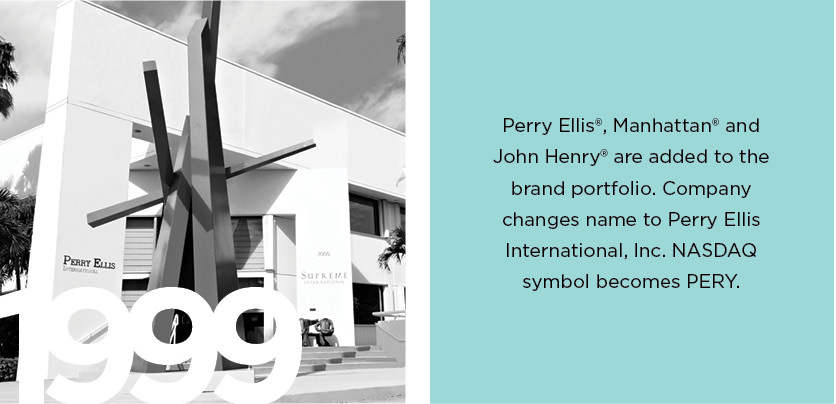 PERRY ELLIS
INTERNATIONAL
3000
SUPREME
INTERNATIONAL
1999
Perry Ellis®, Manhattan® and
John Henry® are added to the
brand portfolio. Company
changes name to Perry Ellis
International, Inc. NASDAQ
symbol becomes PERY.